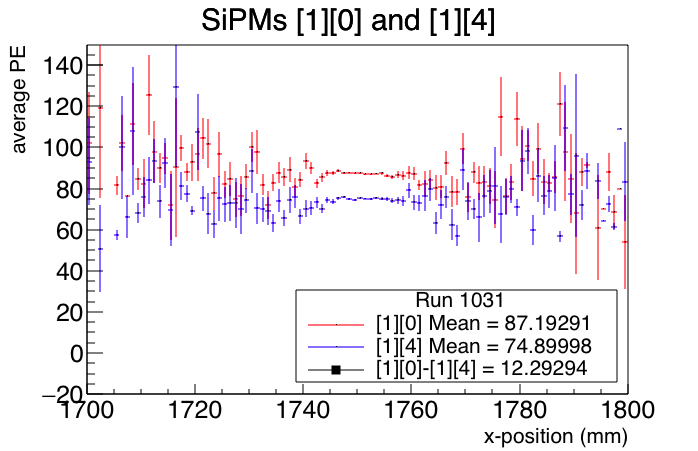 SiPMs [1][0] and [1][4]
average PE
140
120
100
80
60
40
20
0
−20
1700 1720 1740 1760 1780 1800
x-position (mm)
Run 1031
[1][0] Mean = 87.19291
[1][4] Mean = 74.89998
[1][0]-[1][4] = 12.29294